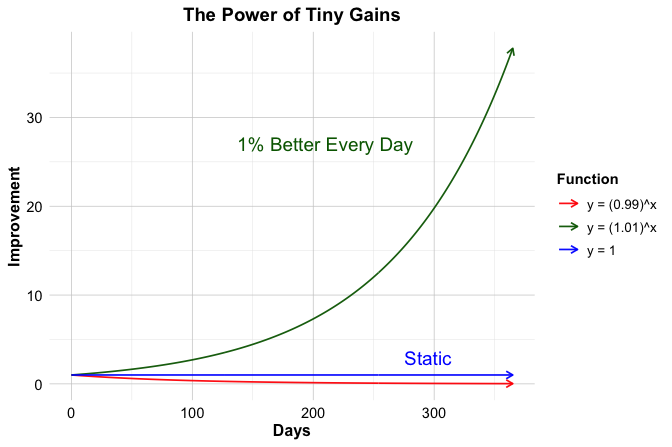 The Power of Tiny Gains
Improvement
30
20
10
0
1% Better Every Day
Static
0
100
200
300
Days
Function
y = (0.99)^x
y = (1.01)^x
y = 1